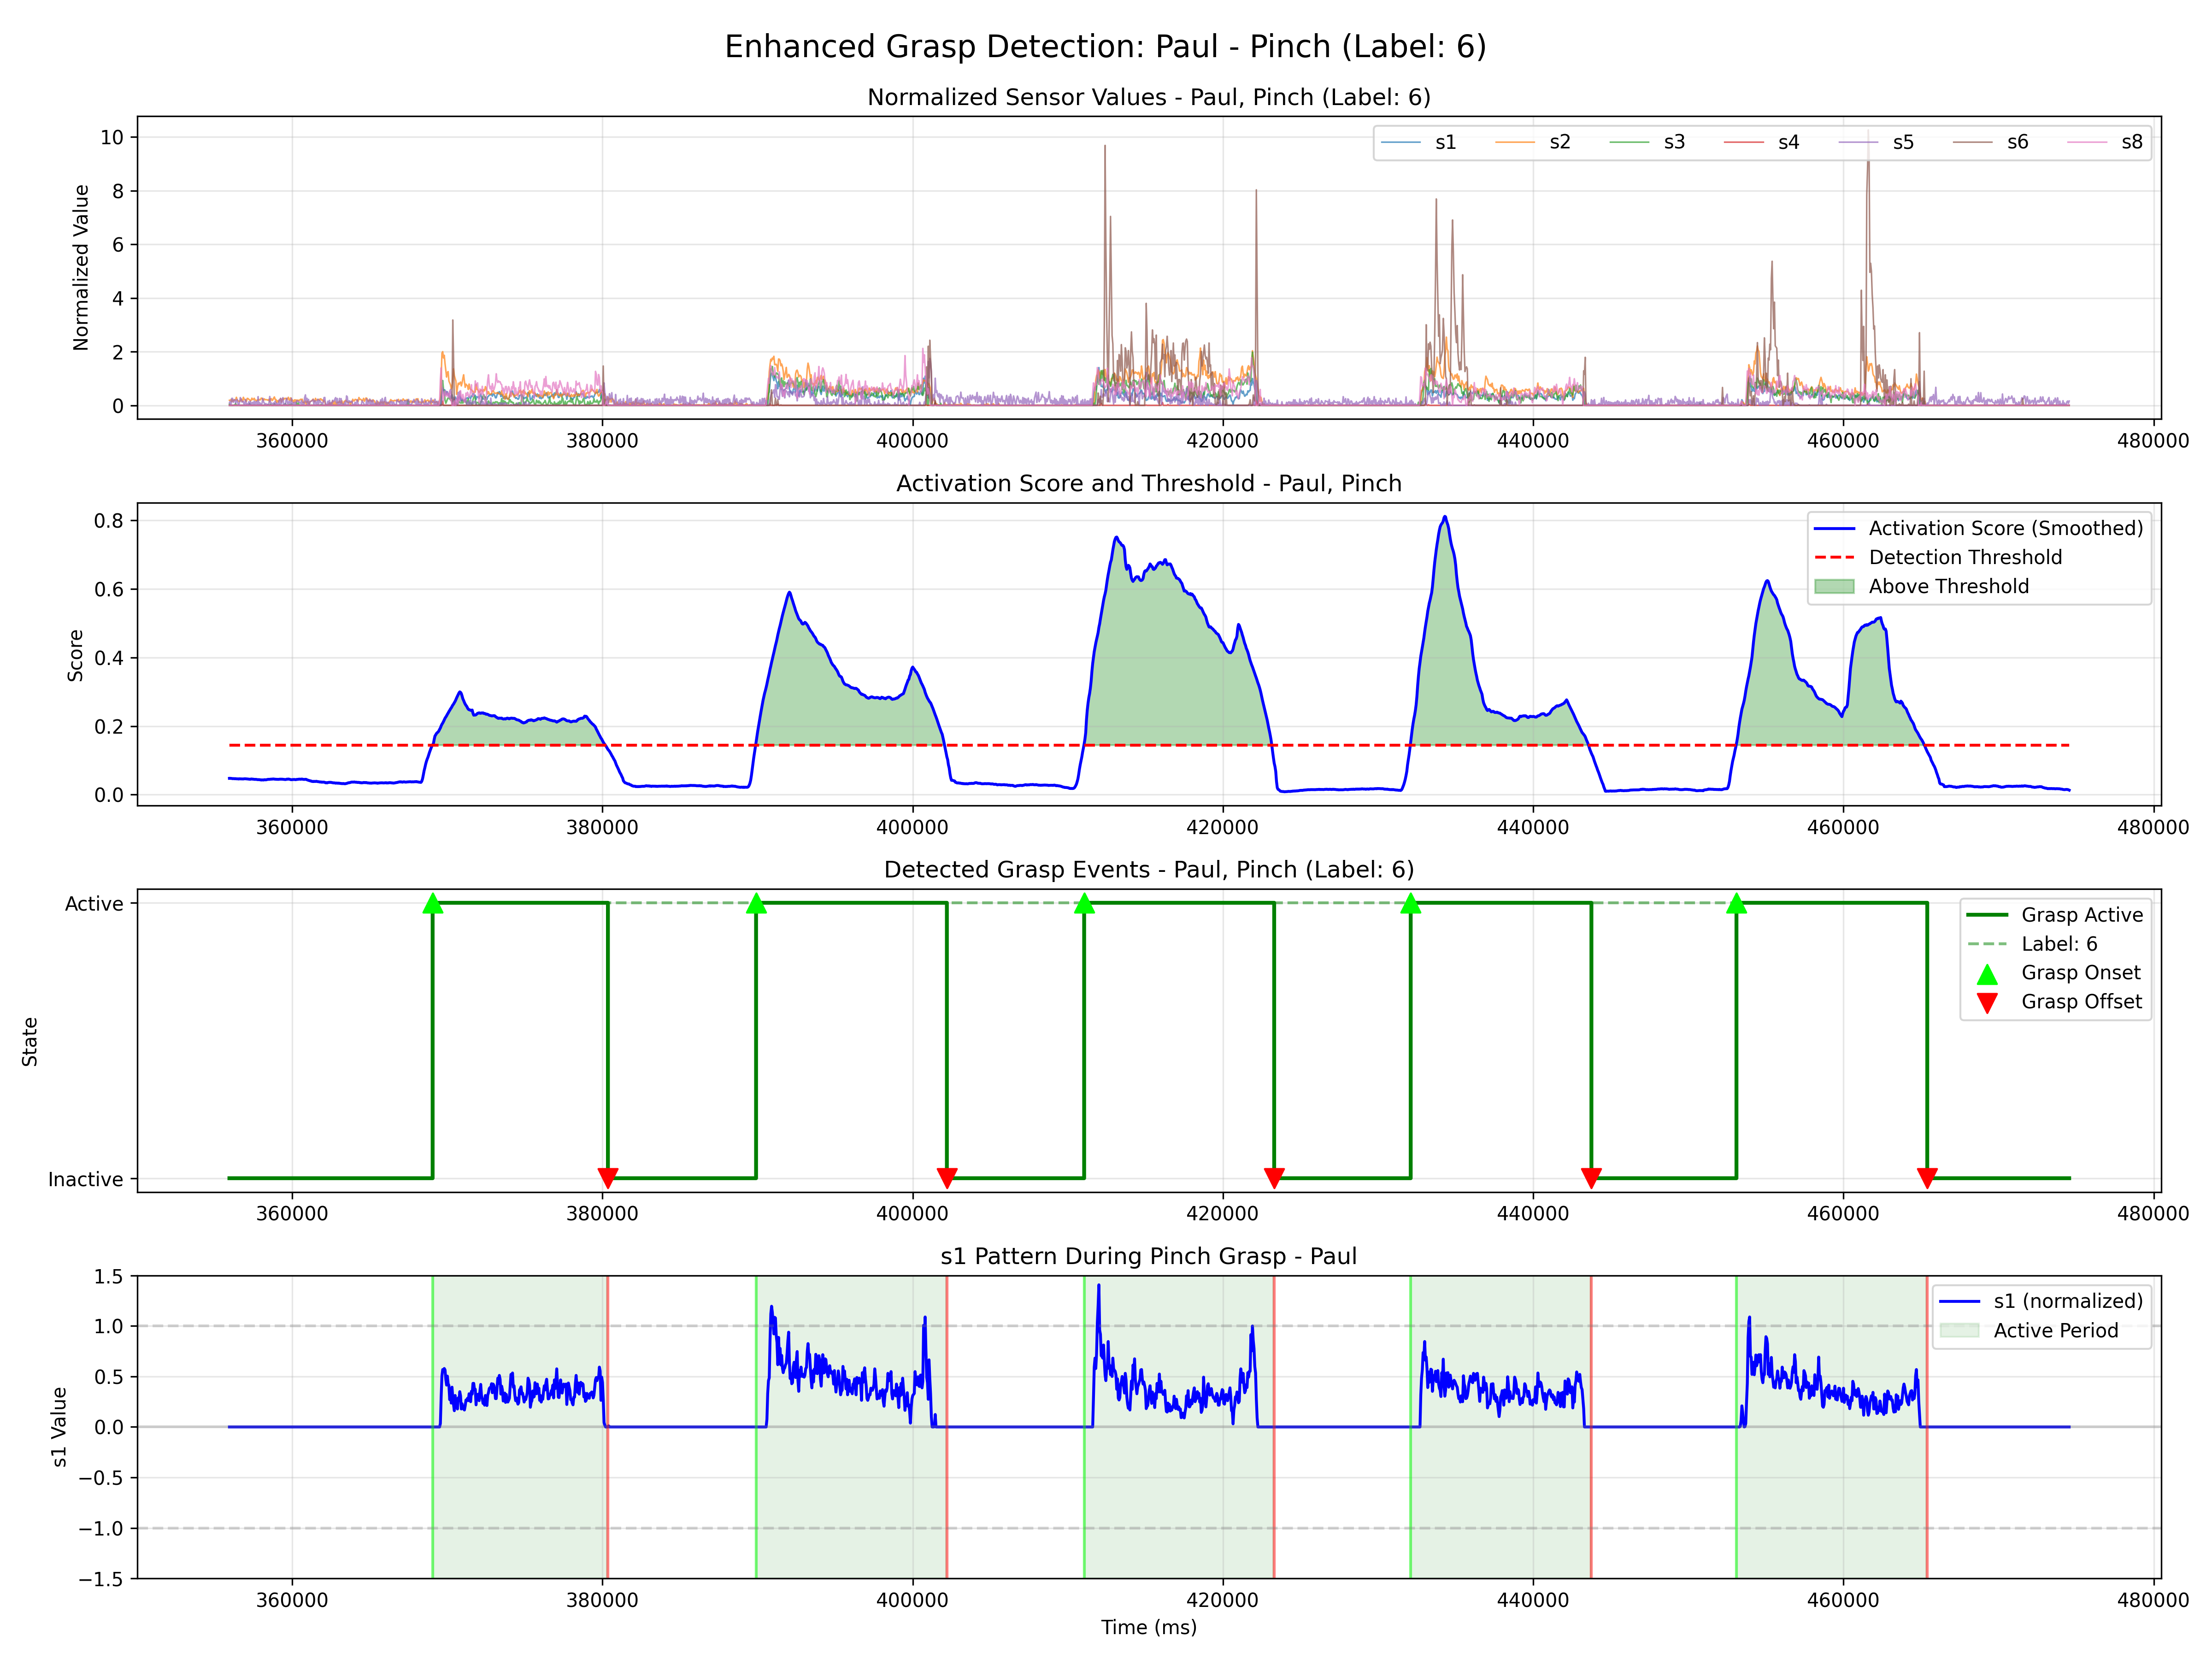 Enhanced Grasp Detection: Paul - Pinch (Label: 6)
Normalized Sensor Values - Paul, Pinch (Label: 6)
Normalized Value
10
8
6
4
2
0
s1 s2 s3 s4 s5 s6 s8
360000 380000 400000 420000 440000 460000 480000
Activation Score and Threshold - Paul, Pinch
Score
0.8
0.6
0.4
0.2
0.0
Activation Score (Smoothed)
Detection Threshold
Above Threshold
360000 380000 400000 420000 440000 460000 480000
Detected Grasp Events - Paul, Pinch (Label: 6)
State
Active
Inactive
Grasp Active
Label: 6
Grasp Onset
Grasp Offset
360000 380000 400000 420000 440000 460000 480000
s1 Pattern During Pinch Grasp - Paul
s1 Value
1.5
1.0
0.5
0.0
−0.5
−1.0
−1.5
s1 (normalized)
Active Period
360000 380000 400000 420000 440000 460000 480000
Time (ms)